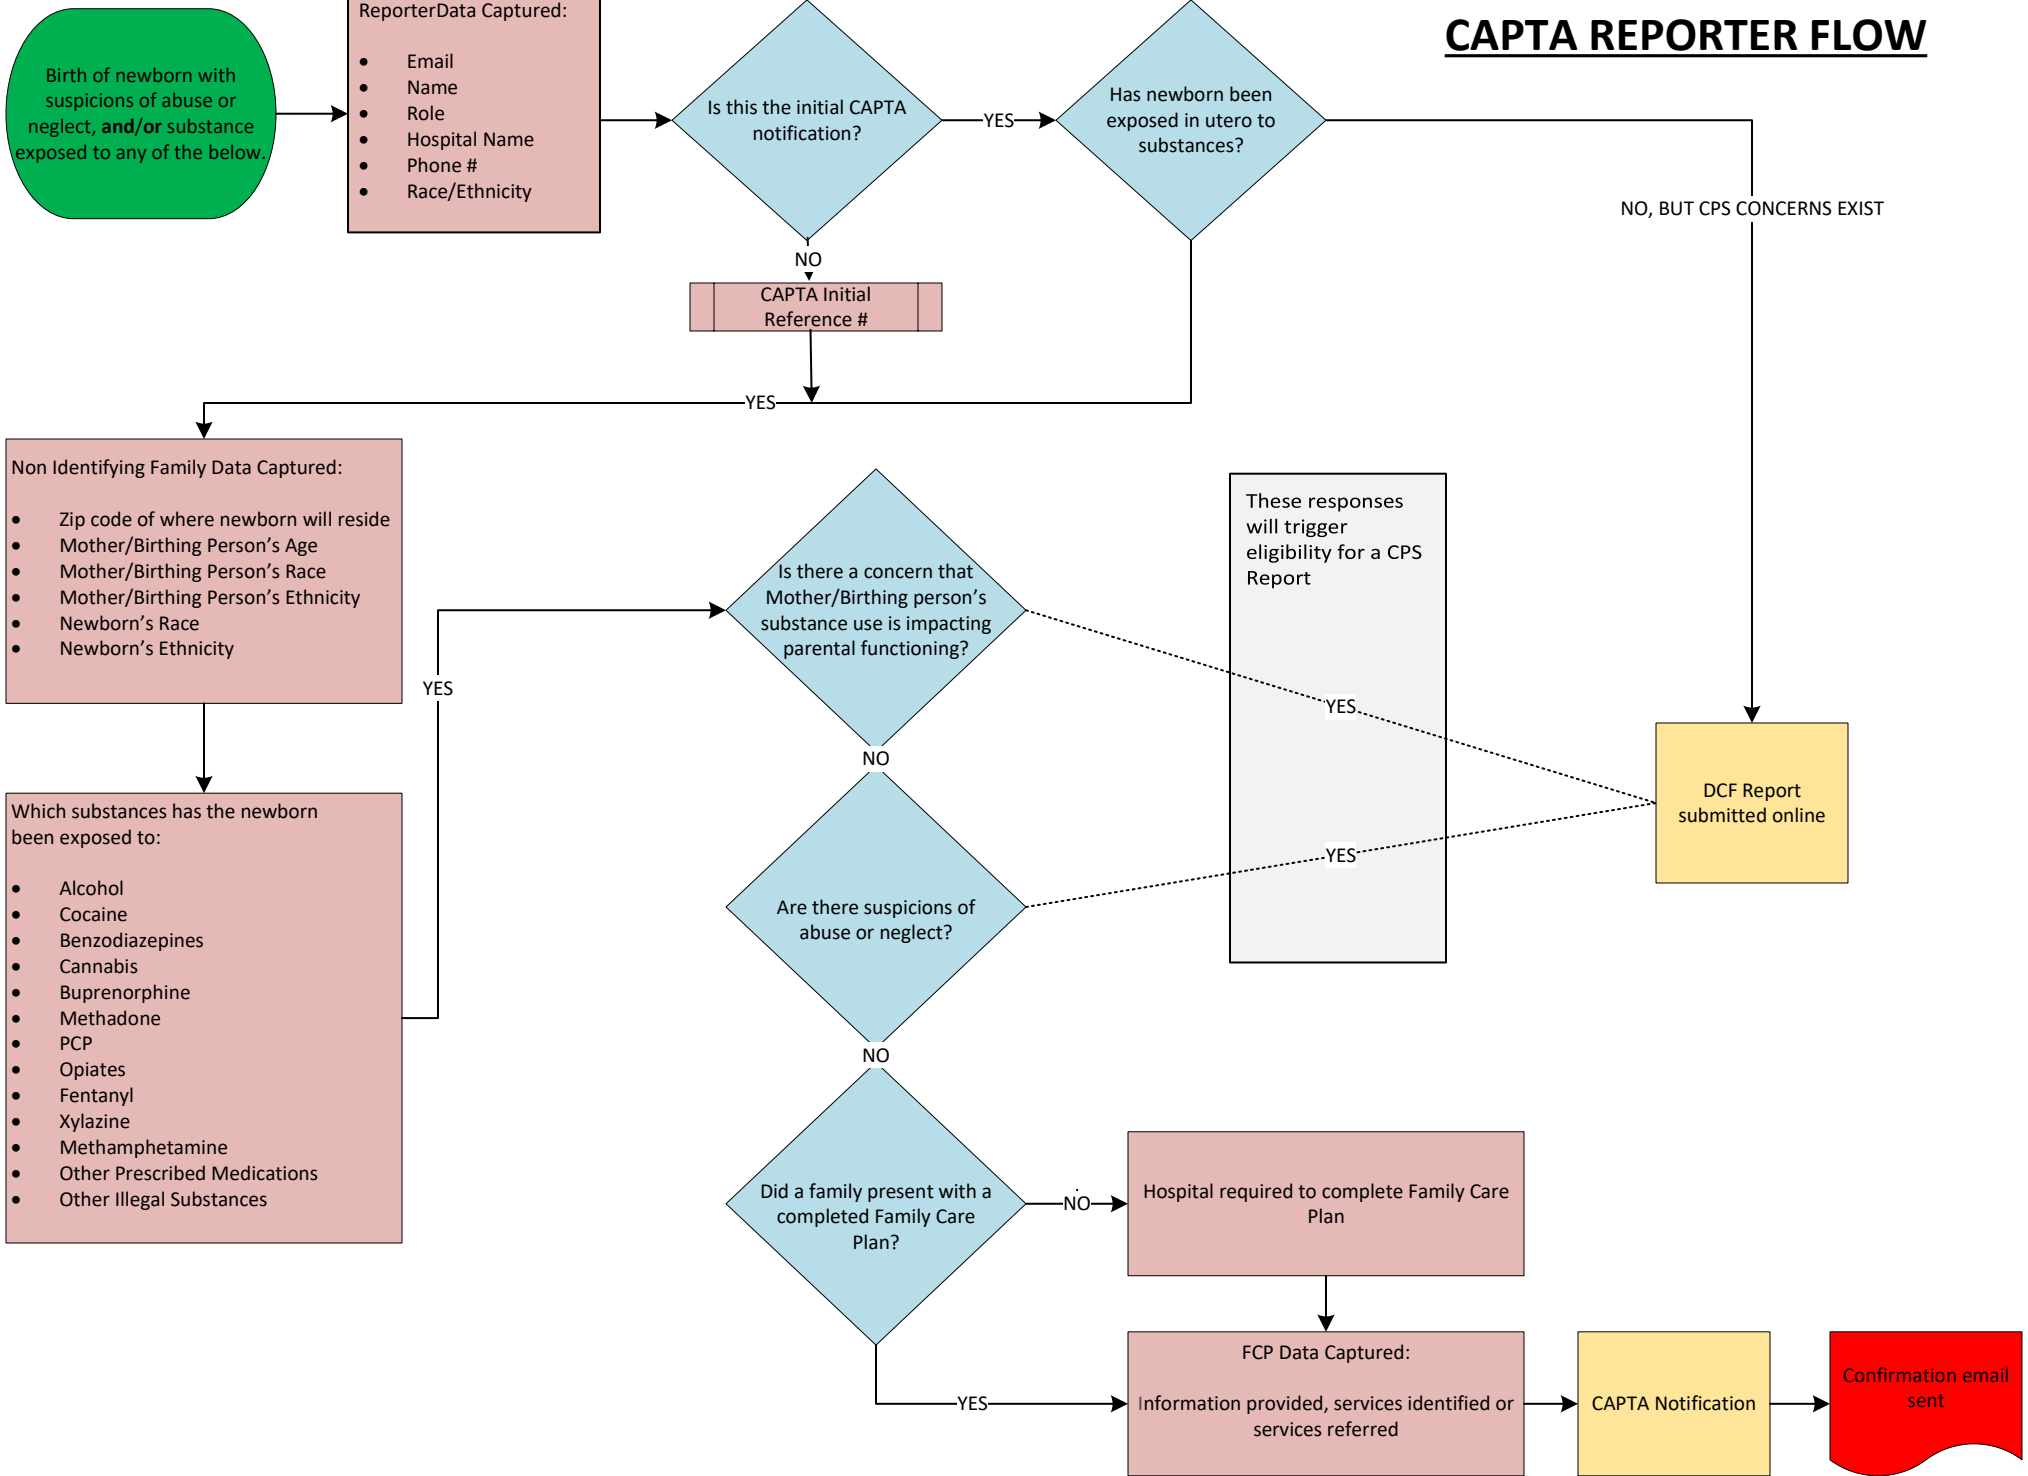 CAPTA REPORTER FLOW
Birth of newborn with
suspicions of abuse or
neglect, and/or substance
exposed to any of the below.
ReporterData Captured:
• Email
• Name
• Role
• Hospital Name
• Phone #
• Race/Ethnicity
Is this the initial CAPTA
notification?
YES
Has newborn been
exposed in utero to
substances?
NO, BUT CPS CONCERNS EXIST
NO
CAPTA Initial
Reference #
YES
Non Identifying Family Data Captured:
• Zip code of where newborn will reside
• Mother/Birthing Person’s Age
• Mother/Birthing Person’s Race
• Mother/Birthing Person’s Ethnicity
• Newborn’s Race
• Newborn’s Ethnicity
YES
Which substances has the newborn
been exposed to:
• Alcohol
• Cocaine
• Benzodiazepines
• Cannabis
• Buprenorphine
• Methadone
• PCP
• Opiates
• Fentanyl
• Xylazine
• Methamphetamine
• Other Prescribed Medications
• Other Illegal Substances
Is there a concern that
Mother/Birthing person’s
substance use is impacting
parental functioning?
These responses
will trigger
eligibility for a CPS
Report
YES
NO
DCF Report
submitted online
Are there suspicions of
abuse or neglect?
YES
NO
Did a family present with a
completed Family Care
Plan?
NO
Hospital required to complete Family Care
Plan
YES
FCP Data Captured:
Information provided, services identified or
services referred
CAPTA Notification
Confirmation email
sent